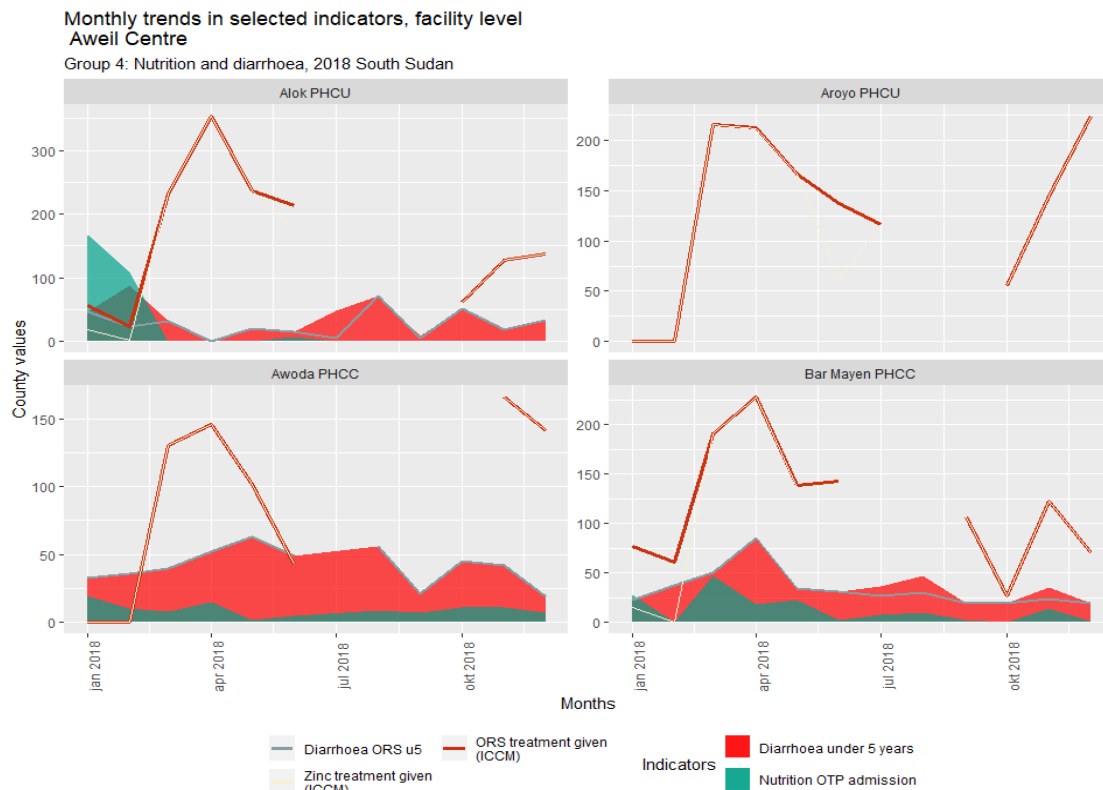 Monthly trends in selected indicators, facility level
Aweil Centre
Group 4: Nutrition and diarrhoea, 2018 South Sudan
Alok PHCU
Aroyo PHCU
300
200
100
0
200
150
100
50
0
County values
Awoda PHCC
Bar Mayen PHCC
150
100
50
0
200
150
100
50
0
jan 2018
apr 2018
jul 2018
okt 2018
jan 2018
apr 2018
jul 2018
okt 2018
Months
Diarrhoea ORS u5
ORS treatment given
(ICCM)
Zinc treatment given
(ICCM)
Indicators
Diarrhoea under 5 years
Nutrition OTP admission